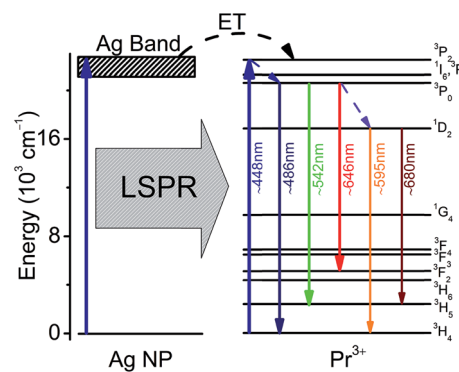 Ag Band
ET
³P₂
¹I₆,³P
³P₀
16
¹D₂
~448nm
~486nm
~542nm
~646nm
~595nm
~680nm
Energy (10³ cm⁻¹)
LSPR
¹G₄
8
³F₄
³F₃
³F₂
³H₆
³H₅
0
³H₄
Ag NP
Pr³⁺